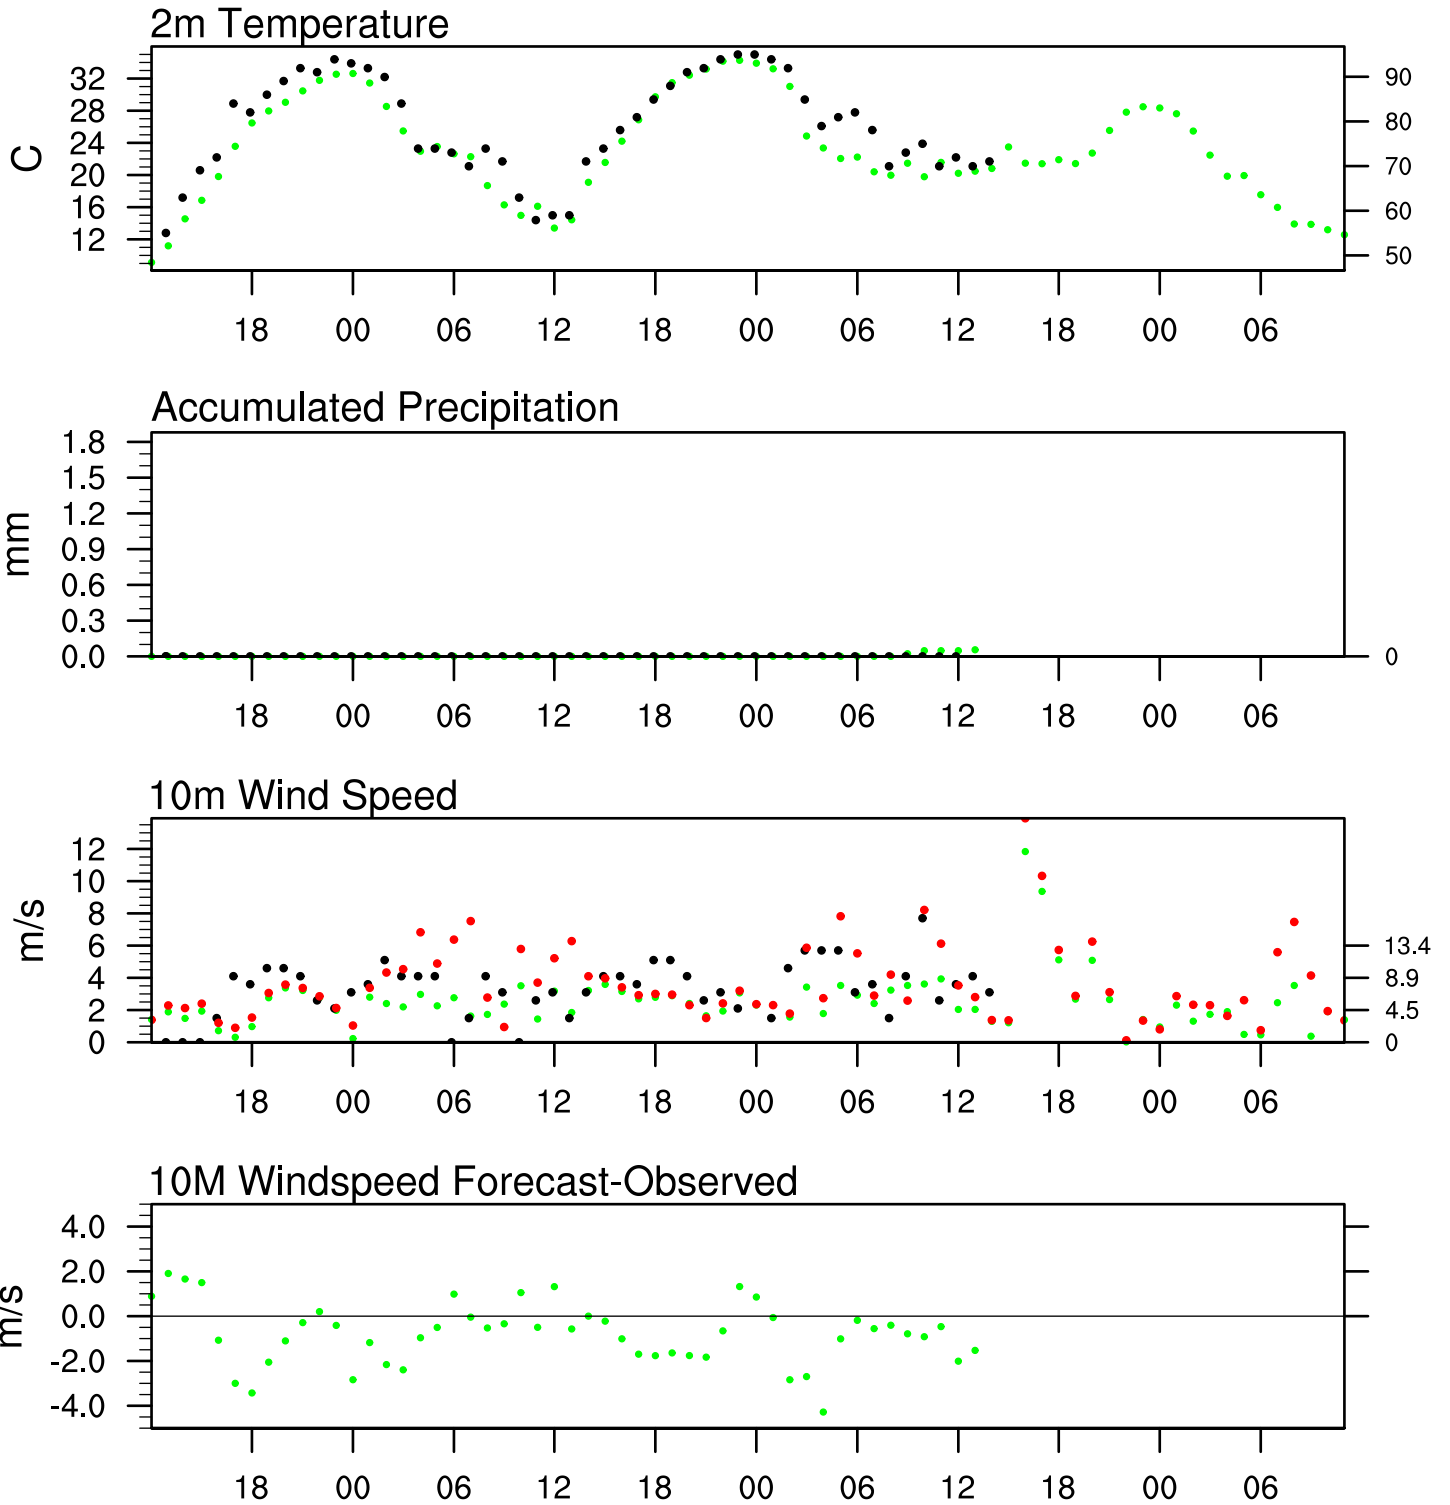 2m Temperature
C
32
28
24
20
16
12
90
80
70
60
50
18 00 06 12 18 00 06 12 18 00 06
Accumulated Precipitation
mm
1.8
1.5
1.2
0.9
0.6
0.3
0.0
0
18 00 06 12 18 00 06 12 18 00 06
10m Wind Speed
m/s
12
10
8
6
4
2
0
13.4
8.9
4.5
0
18 00 06 12 18 00 06 12 18 00 06
10M Windspeed Forecast-Observed
m/s
4.0
2.0
0.0
-2.0
-4.0
18 00 06 12 18 00 06 12 18 00 06